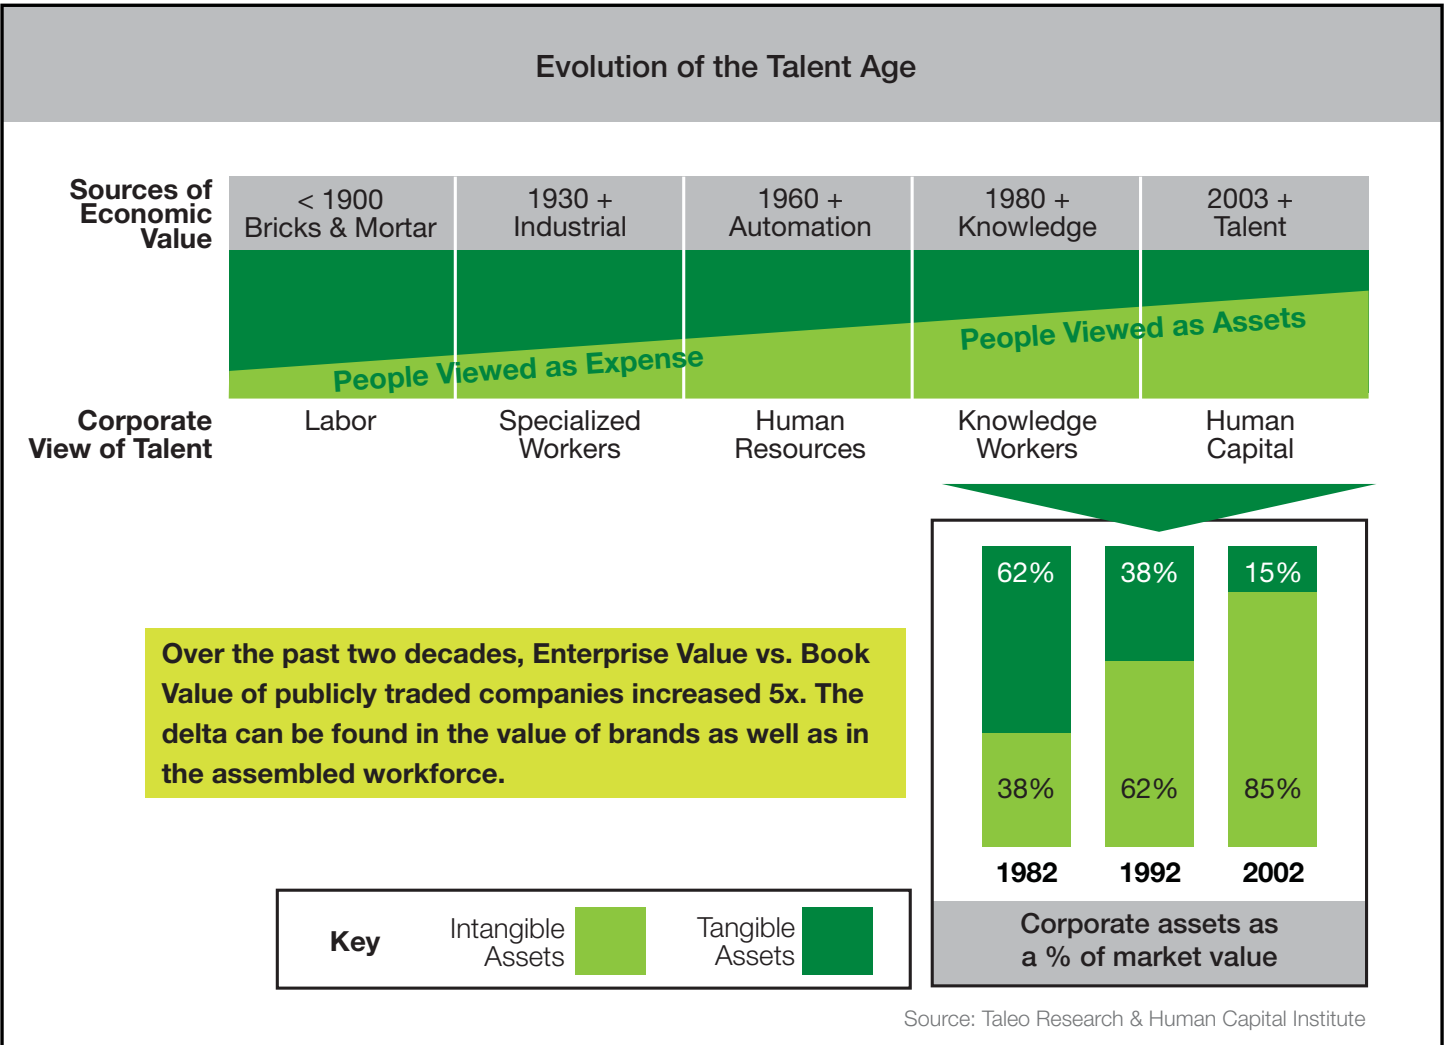 Evolution of the Talent Age
Sources of
Economic
Value
< 1900
Bricks & Mortar
1930 +
Industrial
1960 +
Automation
1980 +
Knowledge
2003 +
Talent
People Viewed as Expense
People Viewed as Assets
Corporate
View of Talent
Labor
Specialized
Workers
Human
Resources
Knowledge
Workers
Human
Capital
Over the past two decades, Enterprise Value vs. Book
Value of publicly traded companies increased 5x. The
delta can be found in the value of brands as well as in
the assembled workforce.
62%
38%
15%
38%
62%
85%
1982
1992
2002
Corporate assets as
a % of market value
Key
Intangible
Assets
Tangible
Assets
Source: Taleo Research & Human Capital Institute